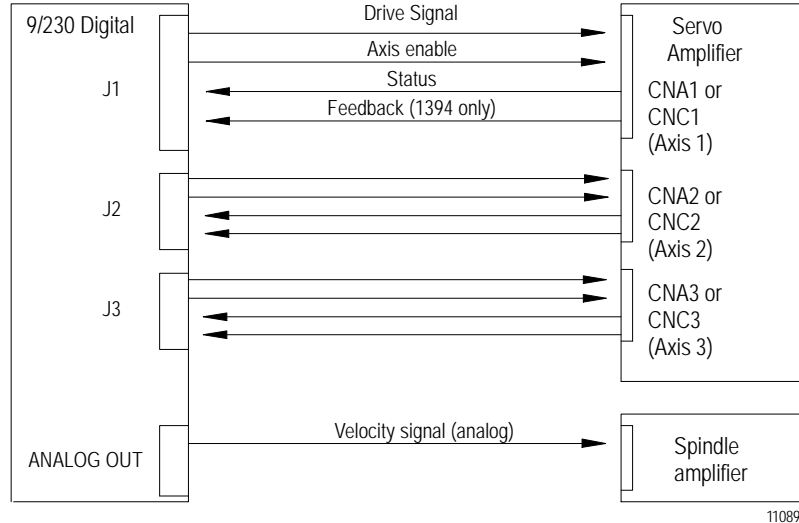 9/230 Digital
J1
Drive Signal
Axis enable
Status
Feedback (1394 only)
Servo
Amplifier
CNA1 or
CNC1
(Axis 1)
J2
CNA2 or
CNC2
(Axis 2)
J3
CNA3 or
CNC3
(Axis 3)
ANALOG OUT
Velocity signal (analog)
Spindle
amplifier
11089